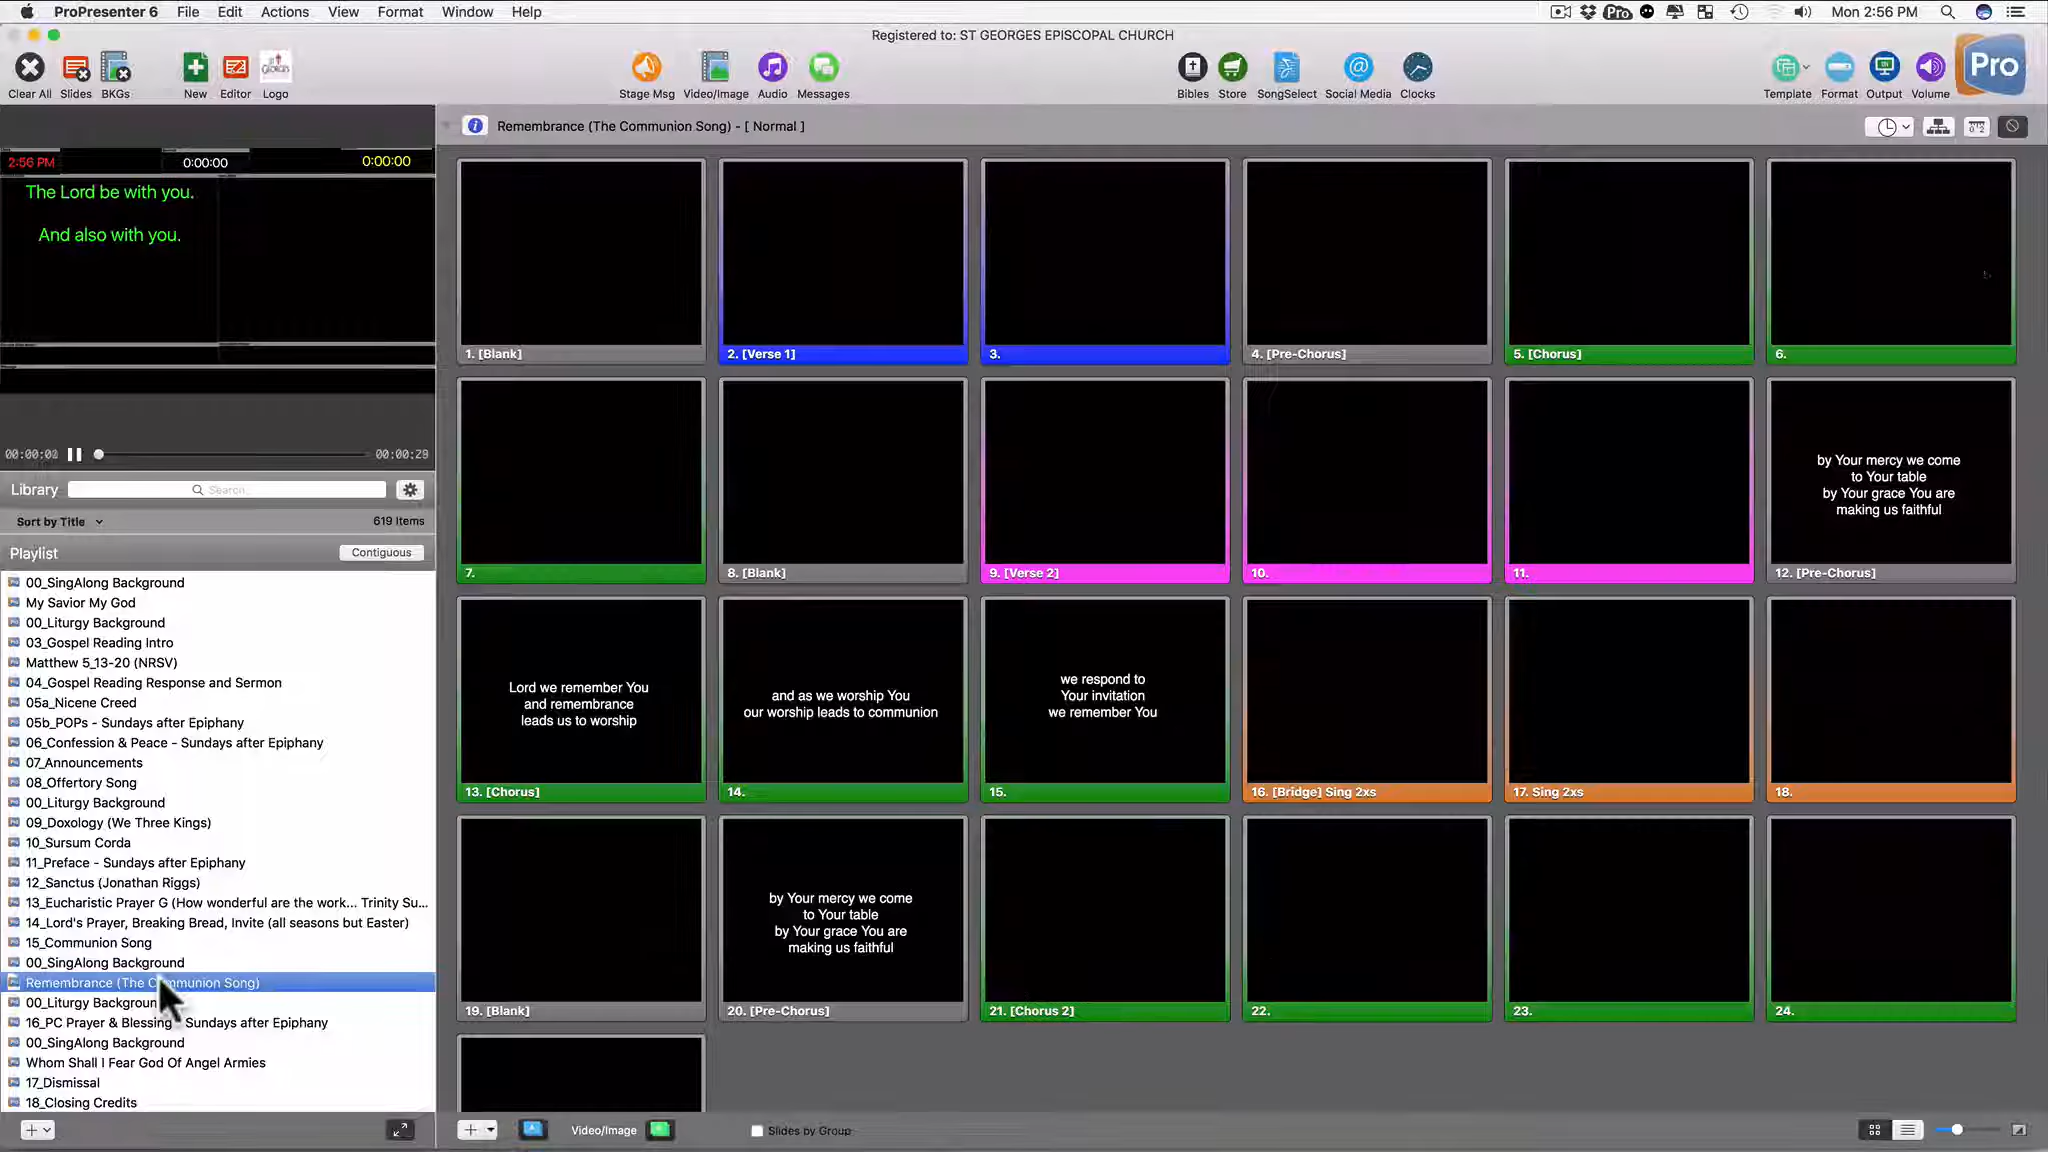 ProPresenter 6 File Edit Actions View Format Window Help
Pro
Mon 2:56 PM
Registered to: ST GEORGES EPISCOPAL CHURCH
Clear All Slides BKGs New Editor Logo
Stage Msg Video/Image Audio Messages
Bibles Store SongSelect Social Media Clocks
Template Format Output Volume
Pro
Remembrance (The Communion Song) - [ Normal ]
2:56 PM 0:00:00 0:00:00
The Lord be with you.
And also with you.
Library Search...
Sort by Title 619 Items
Playlist Contiguous
00_SingAlong Background
My Savior My God
00_Liturgy Background
03_Gospel Reading Intro
Matthew 5_13-20 (NRSV)
04_Gospel Reading Response and Sermon
05a_Nicene Creed
05b_POPs - Sundays after Epiphany
06_Confession & Peace - Sundays after Epiphany
07_Announcements
08_Offertory Song
00_Liturgy Background
09_Doxology (We Three Kings)
10_Sursum Corda
11_Preface - Sundays after Epiphany
12_Sanctus (Jonathan Riggs)
13_Eucharistic Prayer G (How wonderful are the work... Trinity Su...
14_Lord's Prayer, Breaking Bread, Invite (all seasons but Easter)
15_Communion Song
00_SingAlong Background
Remembrance (The Communion Song)
00_Liturgy Background
16_PC Prayer & Blessing - Sundays after Epiphany
00_SingAlong Background
Whom Shall I Fear God Of Angel Armies
17_Dismissal
18_Closing Credits
1. [Blank]
2. [Verse 1]
3.
4. [Pre-Chorus]
5. [Chorus]
6.
7.
8. [Blank]
9. [Verse 2]
10.
11.
by Your mercy we come
to Your table
by Your grace You are
making us faithful
12. [Pre-Chorus]
Lord we remember You
and remembrance
leads us to worship
13. [Chorus]
and as we worship You
our worship leads to communion
14.
we respond to
Your invitation
we remember You
15.
16. [Bridge] Sing 2xs
17. Sing 2xs
18.
19. [Blank]
by Your mercy we come
to Your table
by Your grace You are
making us faithful
20. [Pre-Chorus]
21. [Chorus 2]
22.
23.
24.
Video/Image
Slides by Group